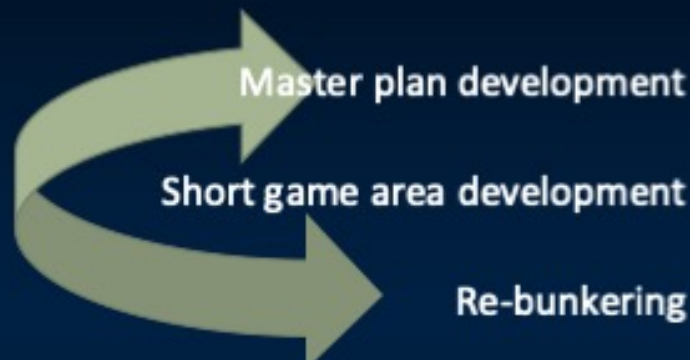 Master plan development
Short game area development
Re-bunkering